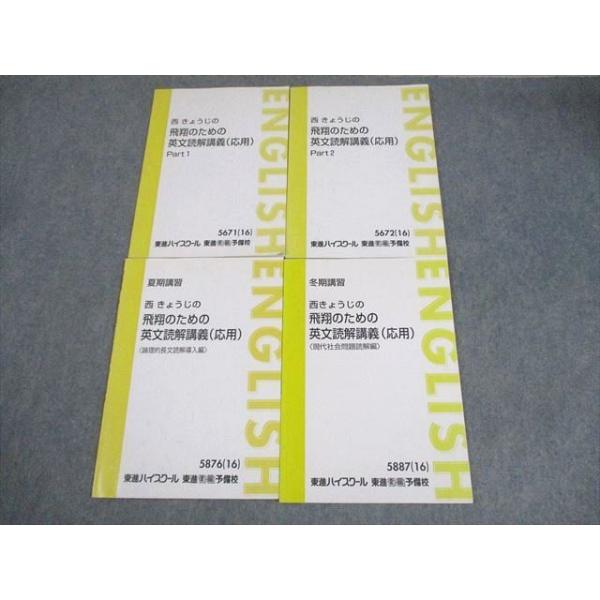 西 きょうじの
飛翔のための
英文読解講義(応用)
Part 1
5671(16)
東進ハイスクール 東進衛星予備校
ENGLISH
西 きょうじの
飛翔のための
英文読解講義(応用)
Part 2
5672(16)
東進ハイスクール 東進衛星予備校
ENGLISH
夏期講習
西 きょうじの
飛翔のための
英文読解講義(応用)
〈論理的長文読解導入編〉
5876(16)
東進ハイスクール 東進衛星予備校
ENGLISH
冬期講習
西きょうじの
飛翔のための
英文読解講義(応用)
〈現代社会問題読解編〉
5887(16)
東進ハイスクール 東進衛星予備校
ENGLISH